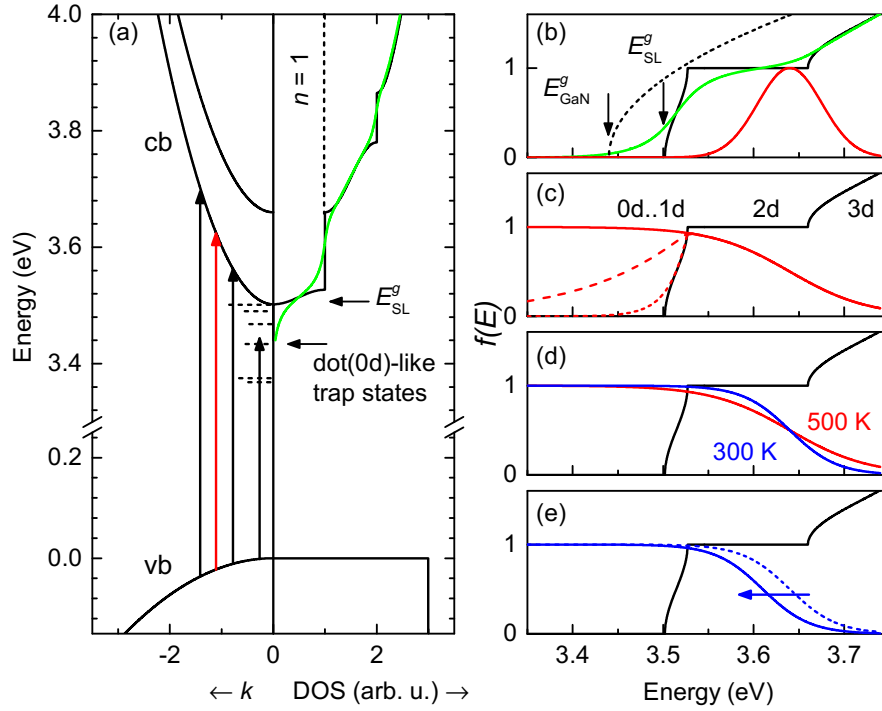 (a)
cb
vb
n = 1
E^g_SL
dot(0d)-like
trap states
Energy (eV)
4.0
3.8
3.6
3.4
0.2
0.0
-2
0
2
← k
DOS (arb. u.) →
(b)
E^g_GaN
E^g_SL
1
0
(c)
0d..1d
2d
3d
1
0
(d)
500 K
300 K
1
0
(e)
1
0
f(E)
3.4
3.5
3.6
3.7
Energy (eV)